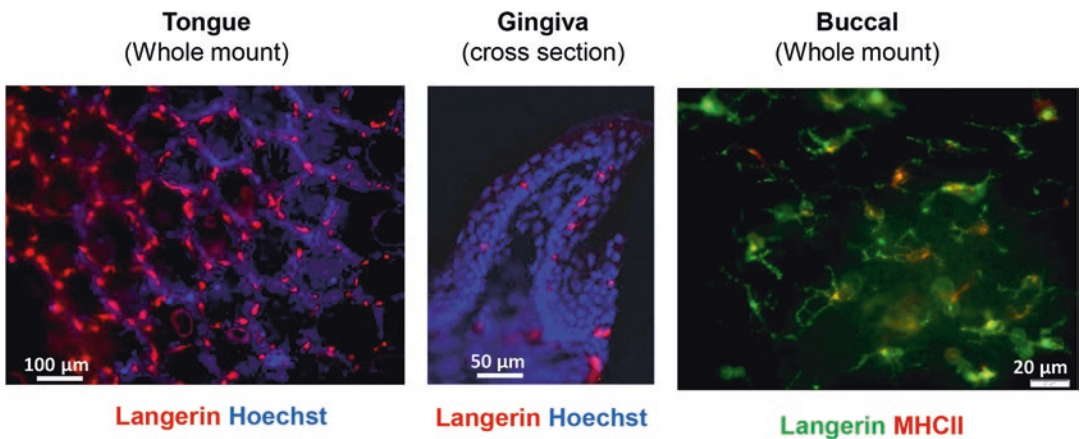 Tongue
(Whole mount)
Gingiva
(cross section)
Buccal
(Whole mount)
100 µm
50 µm
20 µm
Langerin Hoechst
Langerin Hoechst
Langerin MHCII